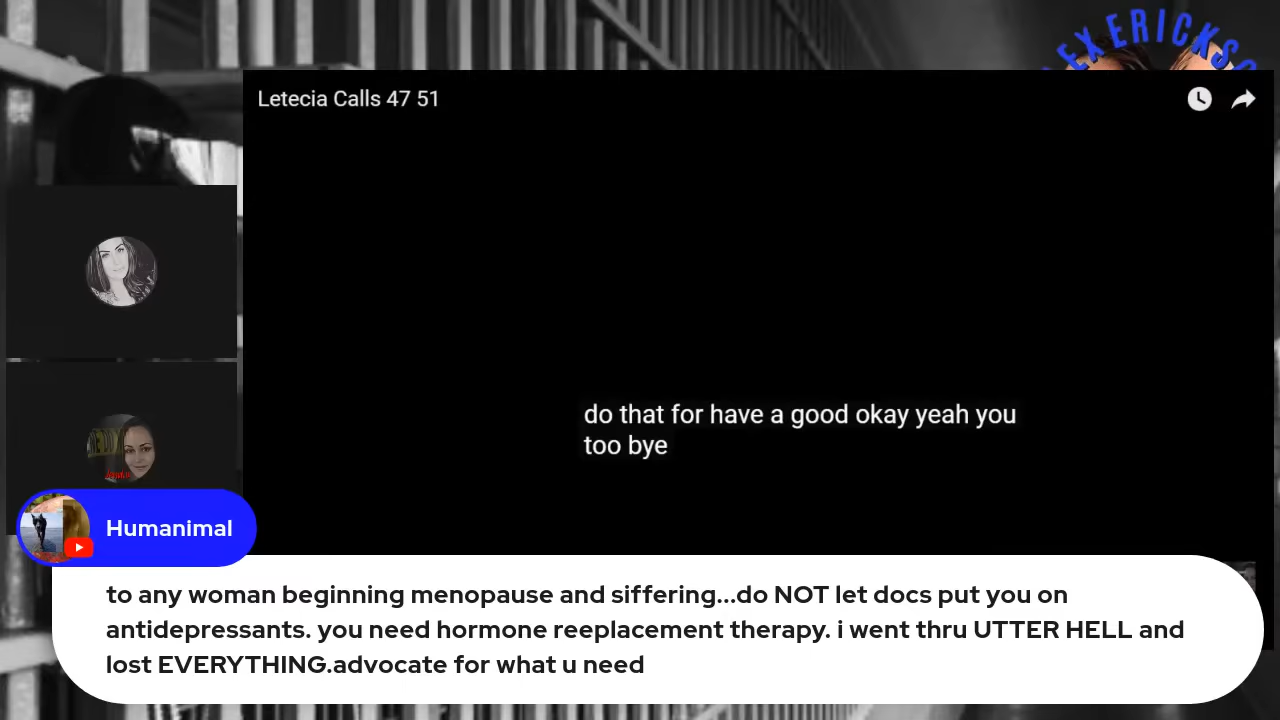 EX ERICKSO
Letecia Calls 47 51
do that for have a good okay yeah you
too bye
Humanimal
to any woman beginning menopause and siffering...do NOT let docs put you on
antidepressants. you need hormone reeplacement therapy. i went thru UTTER HELL and
lost EVERYTHING.advocate for what u need